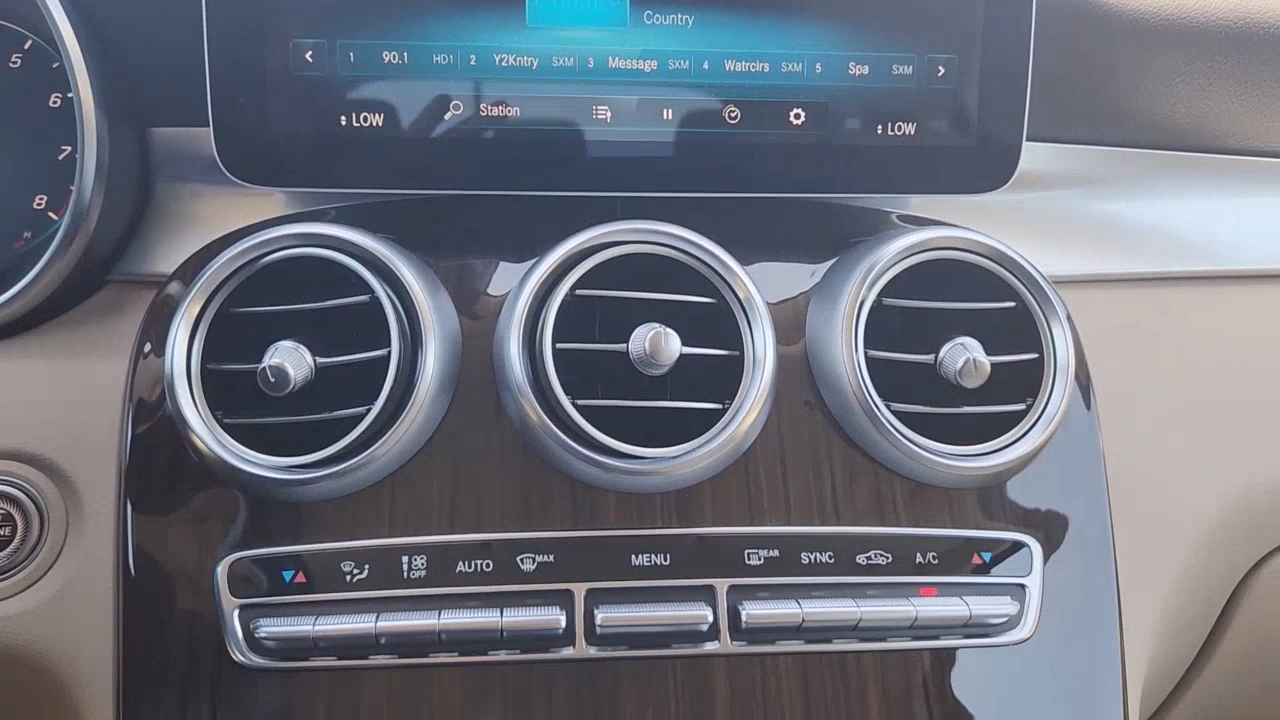 Country
1 90.1 HD1 2 Y2Kntry SXM 3 Message SXM 4 Watrclrs SXM 5 Spa SXM
LOW Station LOW
5
6
7
8
OFF AUTO MAX MENU REAR SYNC A/C